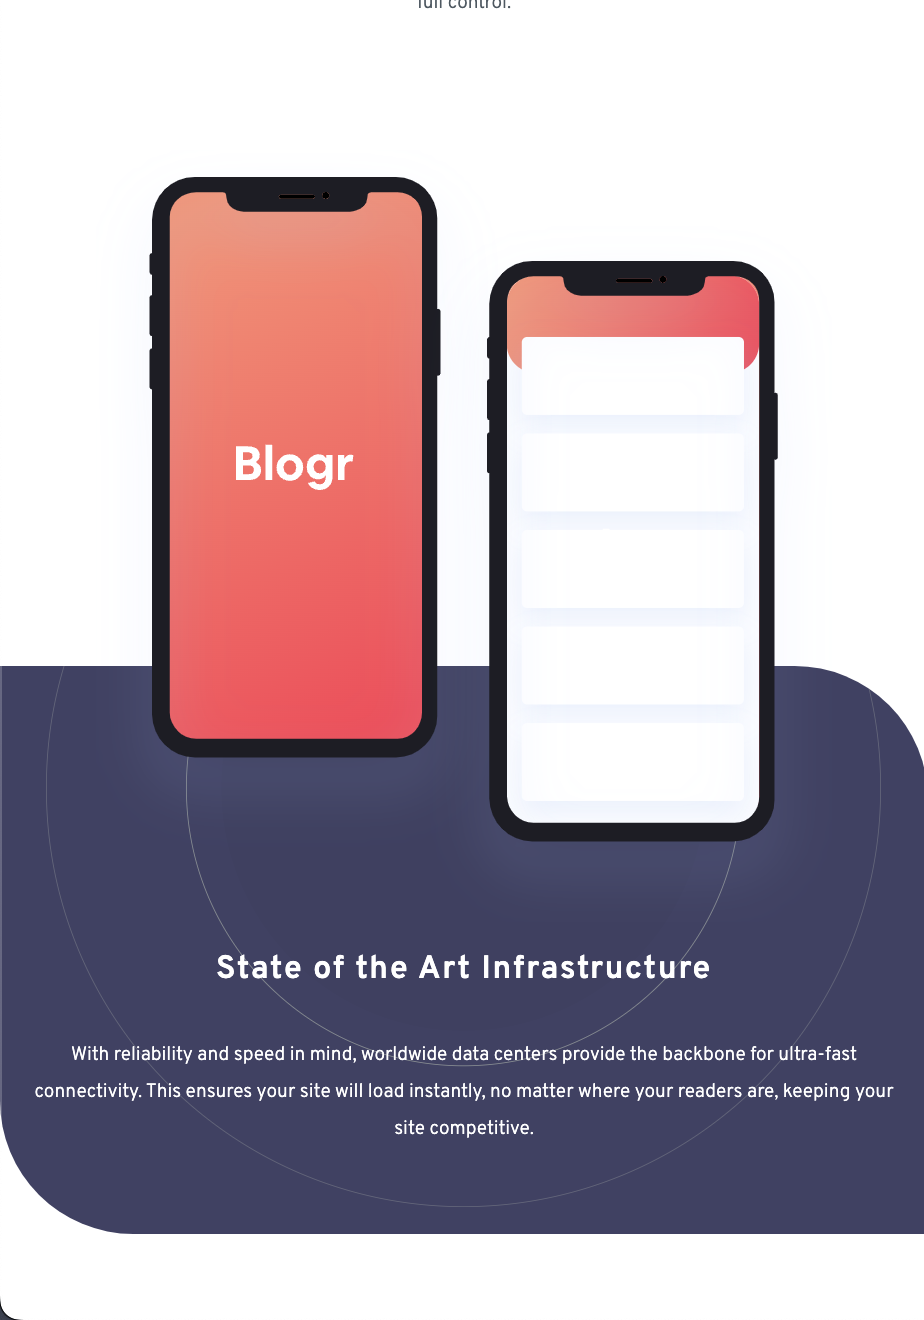 full control.
Blogr
State of the Art Infrastructure
With reliability and speed in mind, worldwide data centers provide the backbone for ultra-fast
connectivity. This ensures your site will load instantly, no matter where your readers are, keeping your
site competitive.